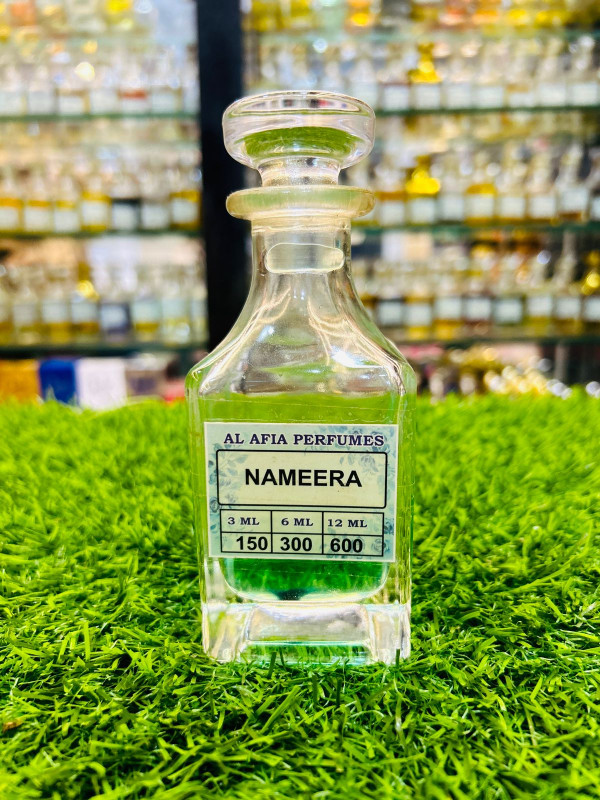 AL AFIA PERFUMES
NAMEERA
3 ML 6 ML 12 ML
150 300 600